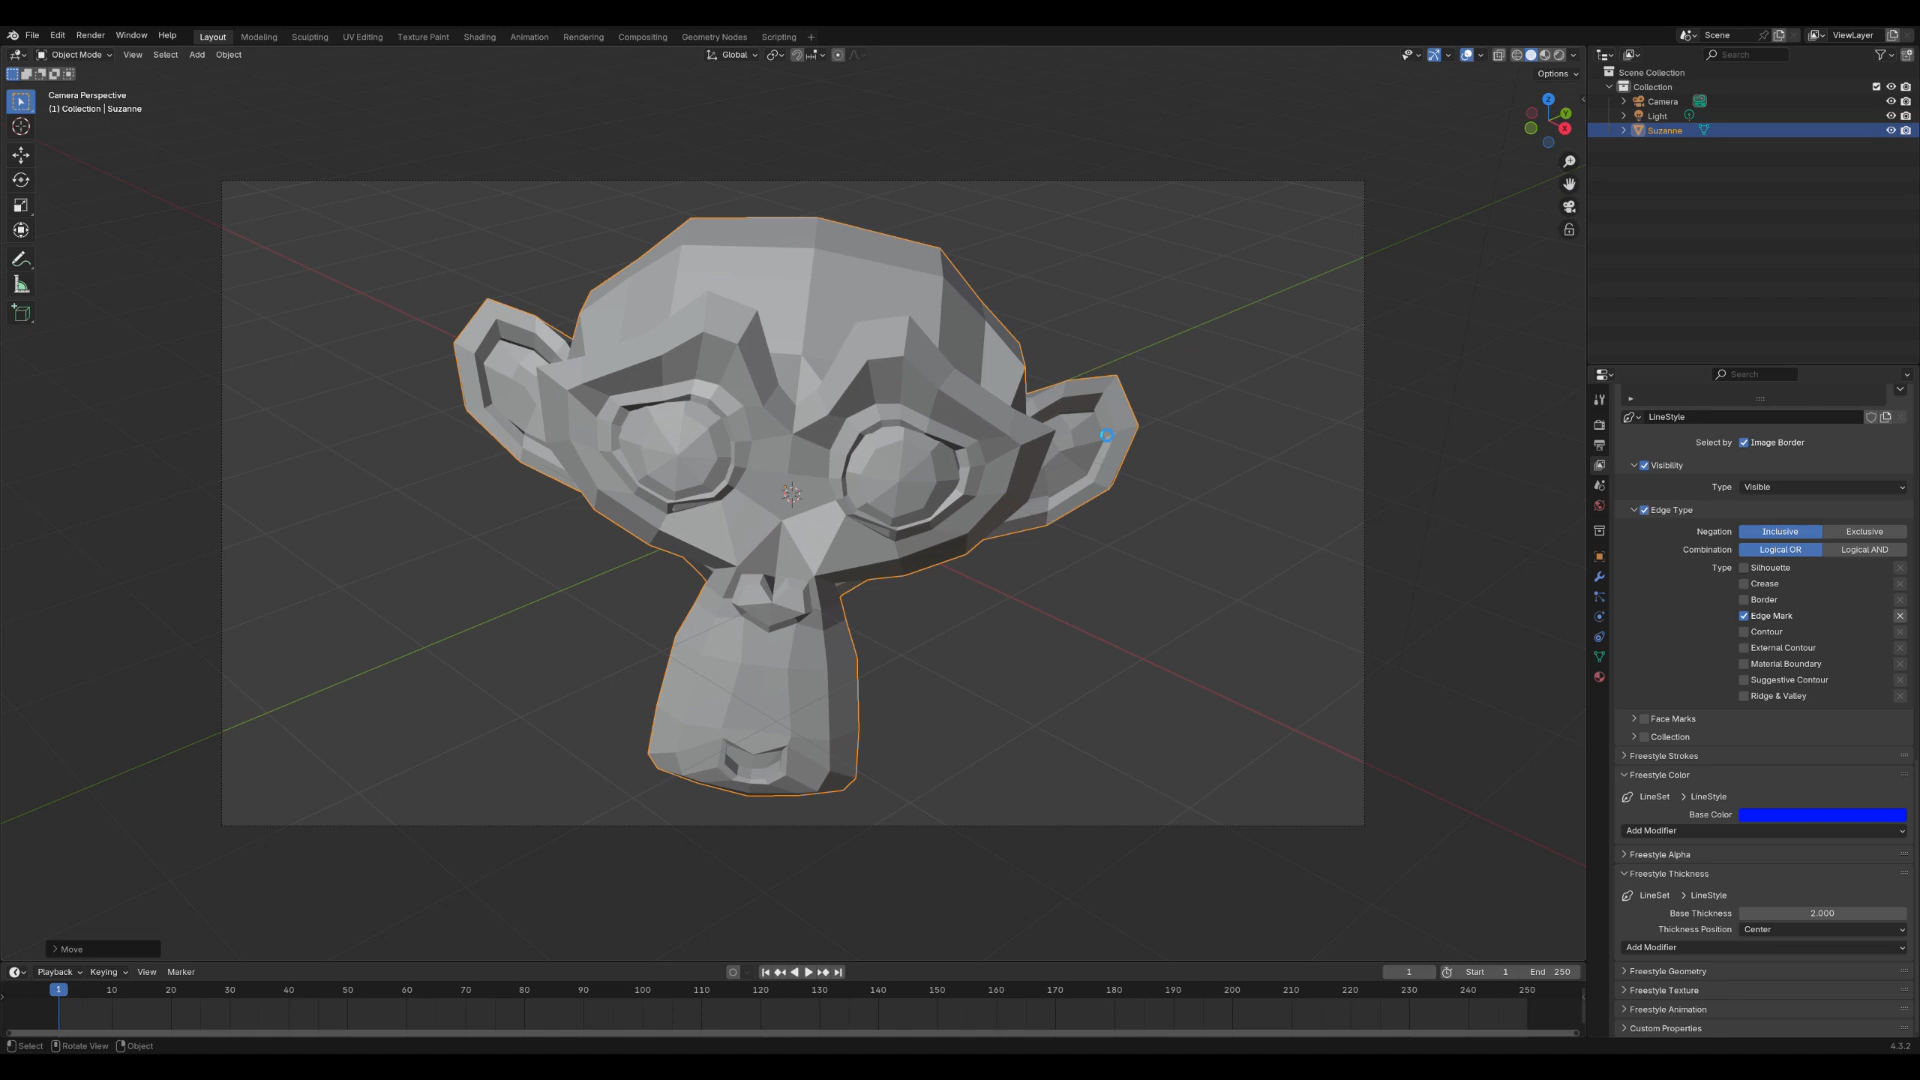 File Edit Render Window Help Layout Modeling Sculpting UV Editing Texture Paint Shading Animation Rendering Compositing Geometry Nodes Scripting + Scene ViewLayer
Object Mode View Select Add Object Global Search
Options
Camera Perspective
(1) Collection | Suzanne
Z
Y
X
Scene Collection
Collection
Camera
Light
Suzanne
Search
LineStyle
Select by Image Border
Visibility
Type Visible
Edge Type
Negation Inclusive Exclusive
Combination Logical OR Logical AND
Type Silhouette
Crease
Border
Edge Mark
Contour
External Contour
Material Boundary
Suggestive Contour
Ridge & Valley
Face Marks
Collection
Freestyle Strokes
Freestyle Color
LineSet LineStyle
Base Color
Add Modifier
Freestyle Alpha
Freestyle Thickness
LineSet LineStyle
Base Thickness 2.000
Thickness Position Center
Add Modifier
Freestyle Geometry
Freestyle Texture
Freestyle Animation
Custom Properties
Move
Playback Keying View Marker 1 Start 1 End 250
1 10 20 30 40 50 60 70 80 90 100 110 120 130 140 150 160 170 180 190 200 210 220 230 240 250
Select Rotate View Object 4.3.2